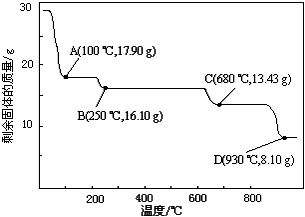 剩余固体的质量/g
30
20
10
A(100 ℃,17.90 g)
B(250 ℃,16.10 g)
C(680 ℃,13.43 g)
D(930 ℃,8.10 g)
200
400
600
800
温度/℃